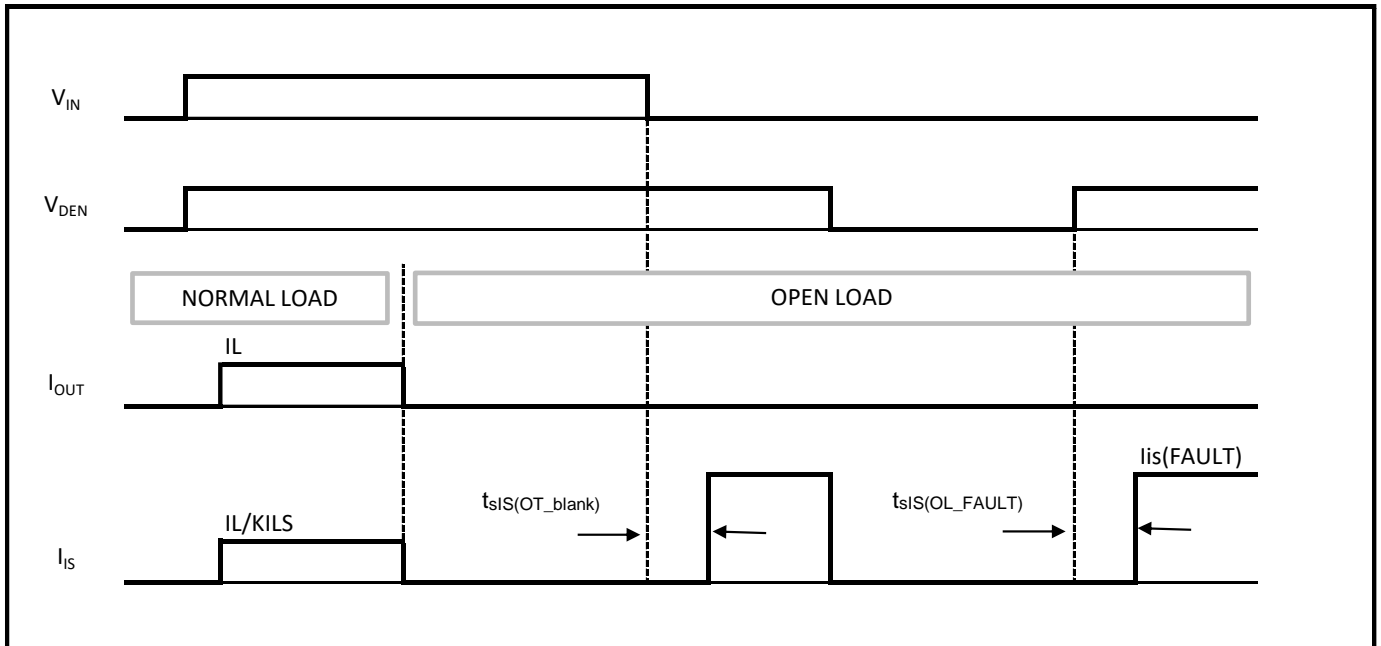 VIN
VDEN
NORMAL LOAD
OPEN LOAD
IL
IOUT
Iis(FAULT)
tsIS(OT_blank)
tsIS(OL_FAULT)
IL/KILS
IIS